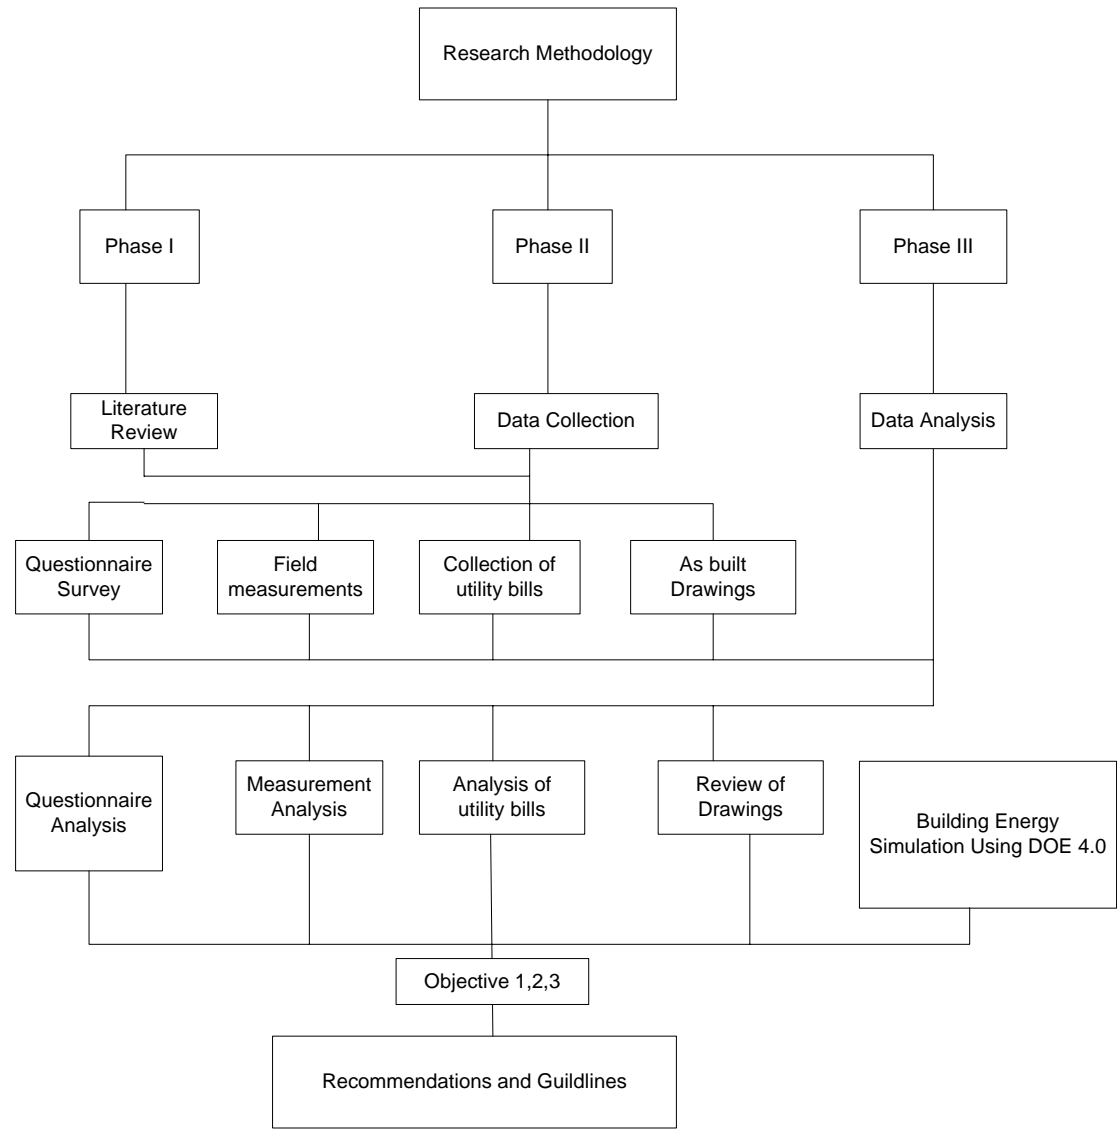 Research Methodology
Phase I
Phase II
Phase III
Literature
Review
Data Collection
Data Analysis
Questionnaire
Survey
Field
measurements
Collection of
utility bills
As built
Drawings
Questionnaire
Analysis
Measurement
Analysis
Analysis of
utility bills
Review of
Drawings
Building Energy
Simulation Using DOE 4.0
Objective 1,2,3
Recommendations and Guildlines